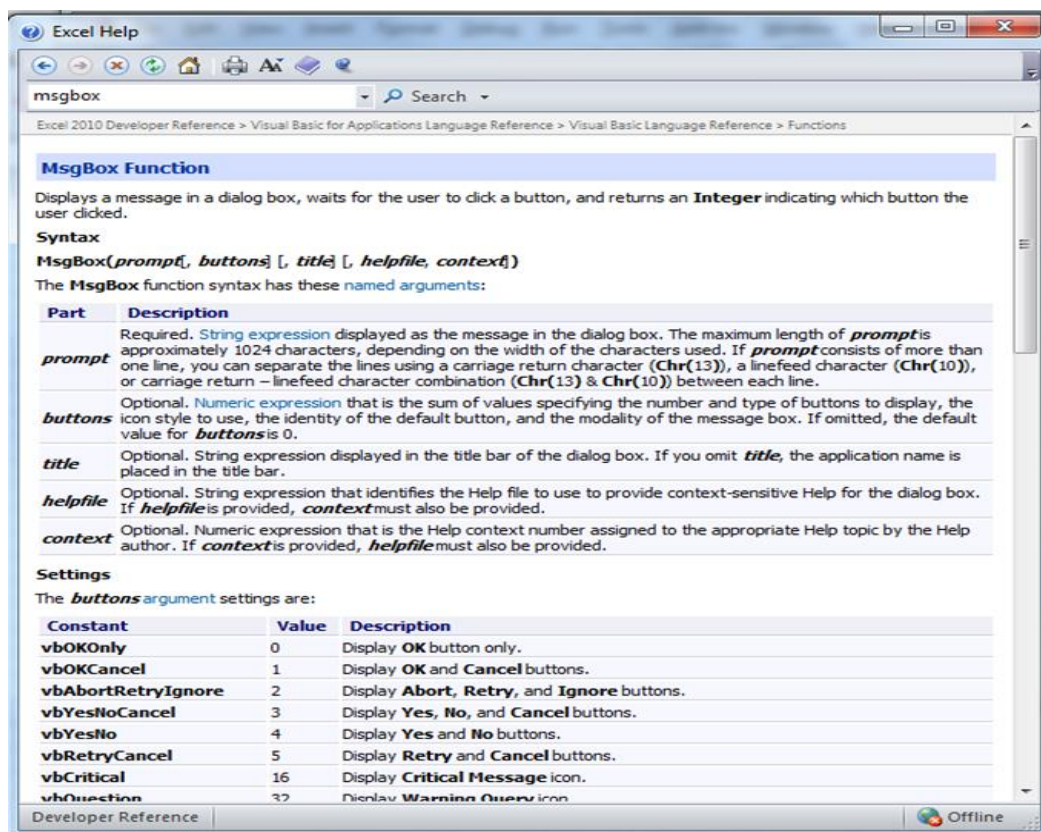 Excel Help
msgbox
Search
Excel 2010 Developer Reference > Visual Basic for Applications Language Reference > Visual Basic Language Reference > Functions
MsgBox Function
Displays a message in a dialog box, waits for the user to click a button, and returns an Integer indicating which button the
user clicked.
Syntax
MsgBox(prompt[, buttons] [, title] [, helpfile, context])
The MsgBox function syntax has these named arguments:
Part Description
prompt Required. String expression displayed as the message in the dialog box. The maximum length of prompt is
approximately 1024 characters, depending on the width of the characters used. If prompt consists of more than
one line, you can separate the lines using a carriage return character (Chr(13)), a linefeed character (Chr(10)),
or carriage return – linefeed character combination (Chr(13) & Chr(10)) between each line.
buttons Optional. Numeric expression that is the sum of values specifying the number and type of buttons to display, the
icon style to use, the identity of the default button, and the modality of the message box. If omitted, the default
value for buttons is 0.
title Optional. String expression displayed in the title bar of the dialog box. If you omit title, the application name is
placed in the title bar.
helpfile Optional. String expression that identifies the Help file to use to provide context-sensitive Help for the dialog box.
If helpfile is provided, context must also be provided.
context Optional. Numeric expression that is the Help context number assigned to the appropriate Help topic by the Help
author. If context is provided, helpfile must also be provided.
Settings
The buttons argument settings are:
Constant Value Description
vbOKOnly 0 Display OK button only.
vbOKCancel 1 Display OK and Cancel buttons.
vbAbortRetryIgnore 2 Display Abort, Retry, and Ignore buttons.
vbYesNoCancel 3 Display Yes, No, and Cancel buttons.
vbYesNo 4 Display Yes and No buttons.
vbRetryCancel 5 Display Retry and Cancel buttons.
vbCritical 16 Display Critical Message icon.
vbQuestion 32 Display Warning Query icon
Developer Reference
Offline